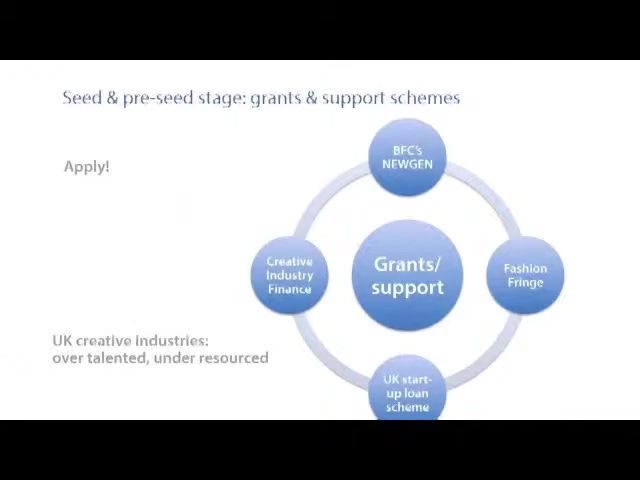 Seed & pre-seed stage: grants & support schemes
Apply!
BFC's
NEWGEN
Creative
Industry
Finance
Grants/
support
Fashion
Fringe
UK start-
up loan
scheme
UK creative industries:
over talented, under resourced